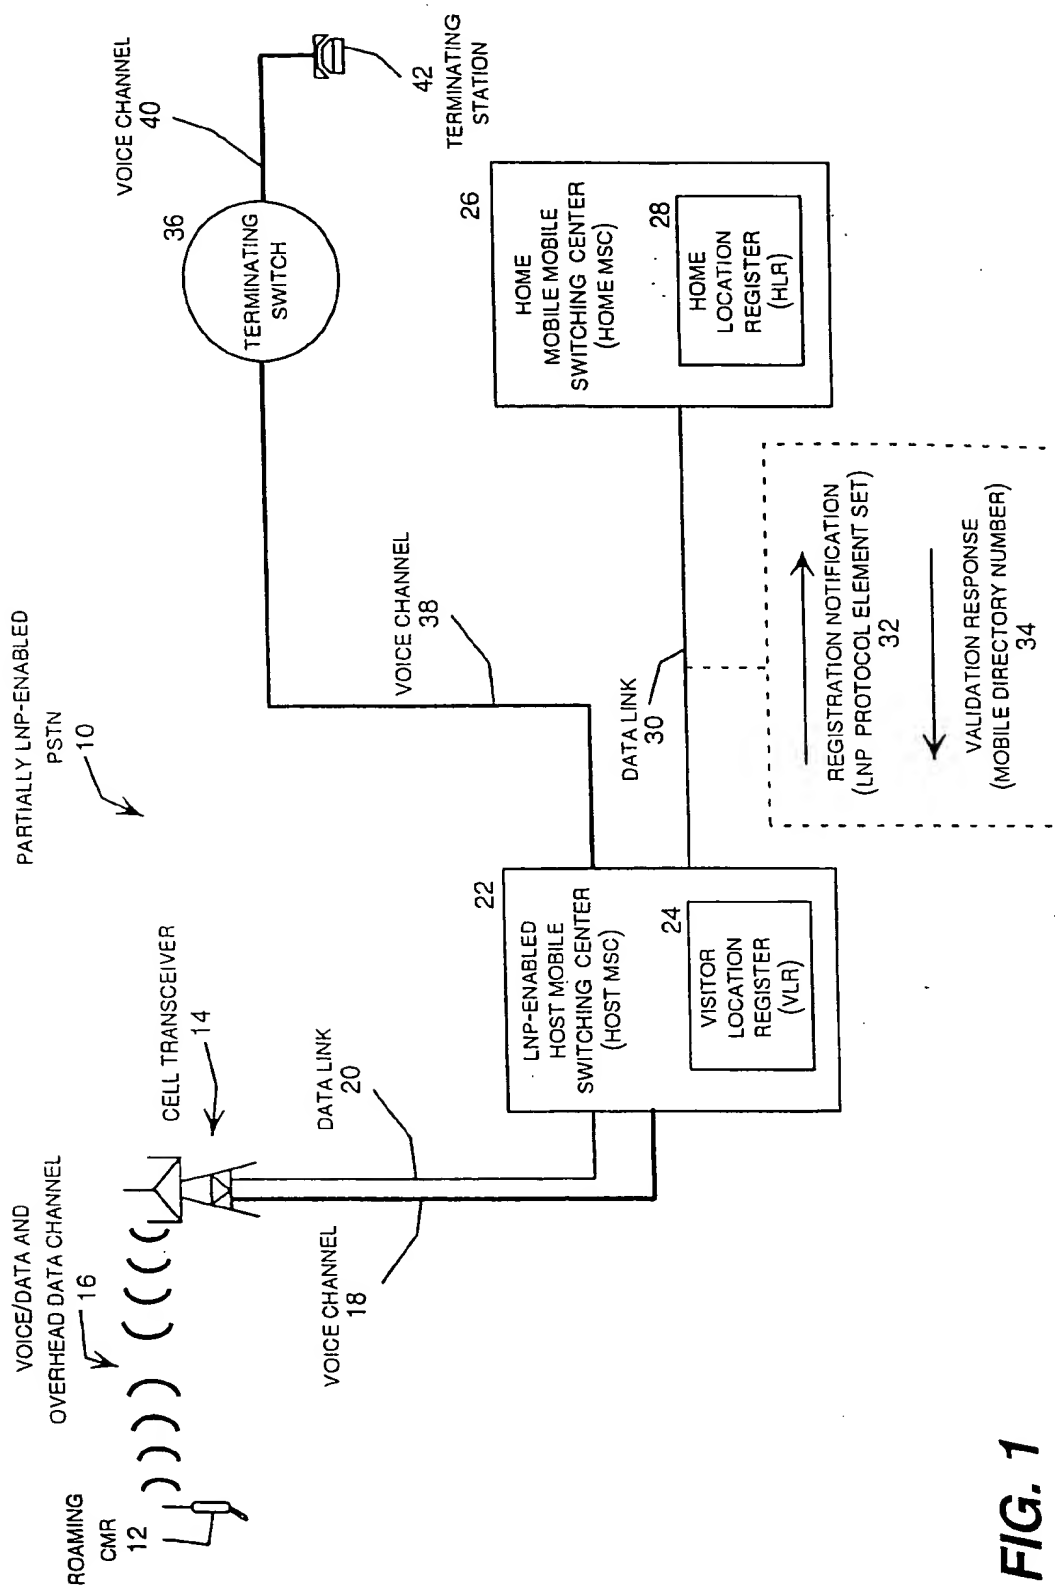 PARTIALLY LNP-ENABLED
PSTN
10
VOICE/DATA AND
OVERHEAD DATA CHANNEL
16
ROAMING
CMR
12
CELL TRANSCEIVER
14
VOICE CHANNEL
18
DATA LINK
20
22
LNP-ENABLED
HOST MOBILE
SWITCHING CENTER
(HOST MSC)
24
VISITOR
LOCATION
REGISTER
(VLR)
VOICE CHANNEL
38
DATA LINK
30
36
TERMINATING
SWITCH
VOICE CHANNEL
40
42
TERMINATING
STATION
26
HOME
MOBILE MOBILE
SWITCHING CENTER
(HOME MSC)
28
HOME
LOCATION
REGISTER
(HLR)
REGISTRATION NOTIFICATION
(LNP PROTOCOL ELEMENT SET)
32
VALIDATION RESPONSE
(MOBILE DIRECTORY NUMBER)
34
FIG. 1